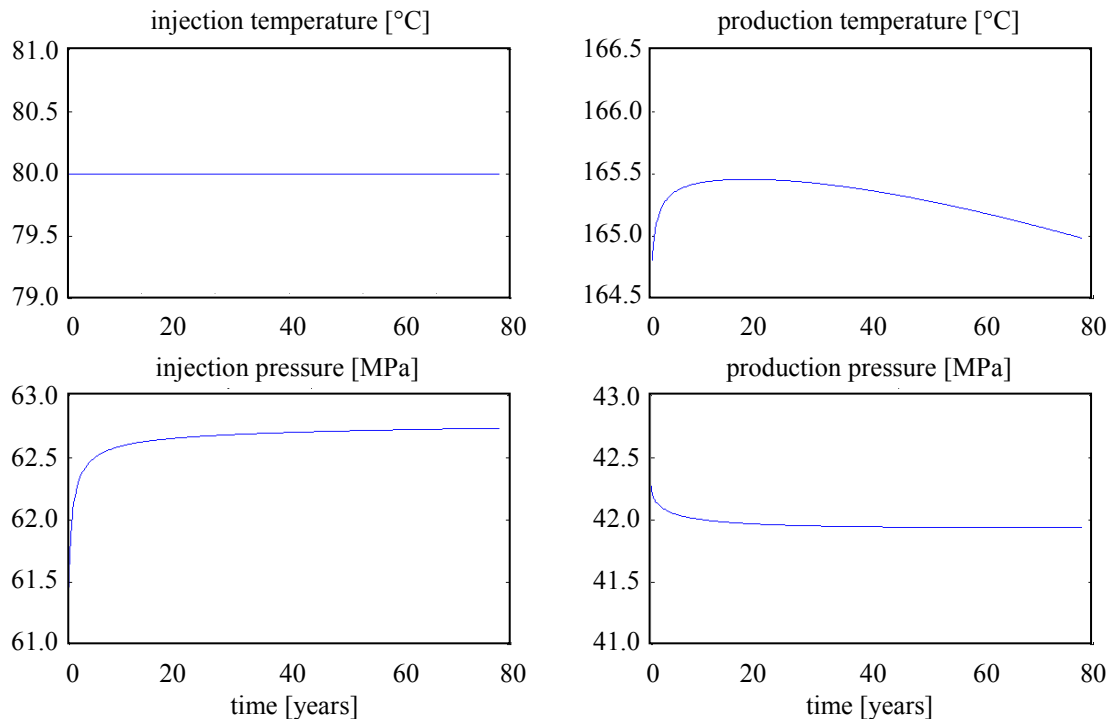 injection temperature [°C]
81.0
80.5
80.0
79.5
79.0
0 20 40 60 80
production temperature [°C]
166.5
166.0
165.5
165.0
164.5
0 20 40 60 80
injection pressure [MPa]
63.0
62.5
62.0
61.5
61.0
0 20 40 60 80
time [years]
production pressure [MPa]
43.0
42.5
42.0
41.5
41.0
0 20 40 60 80
time [years]